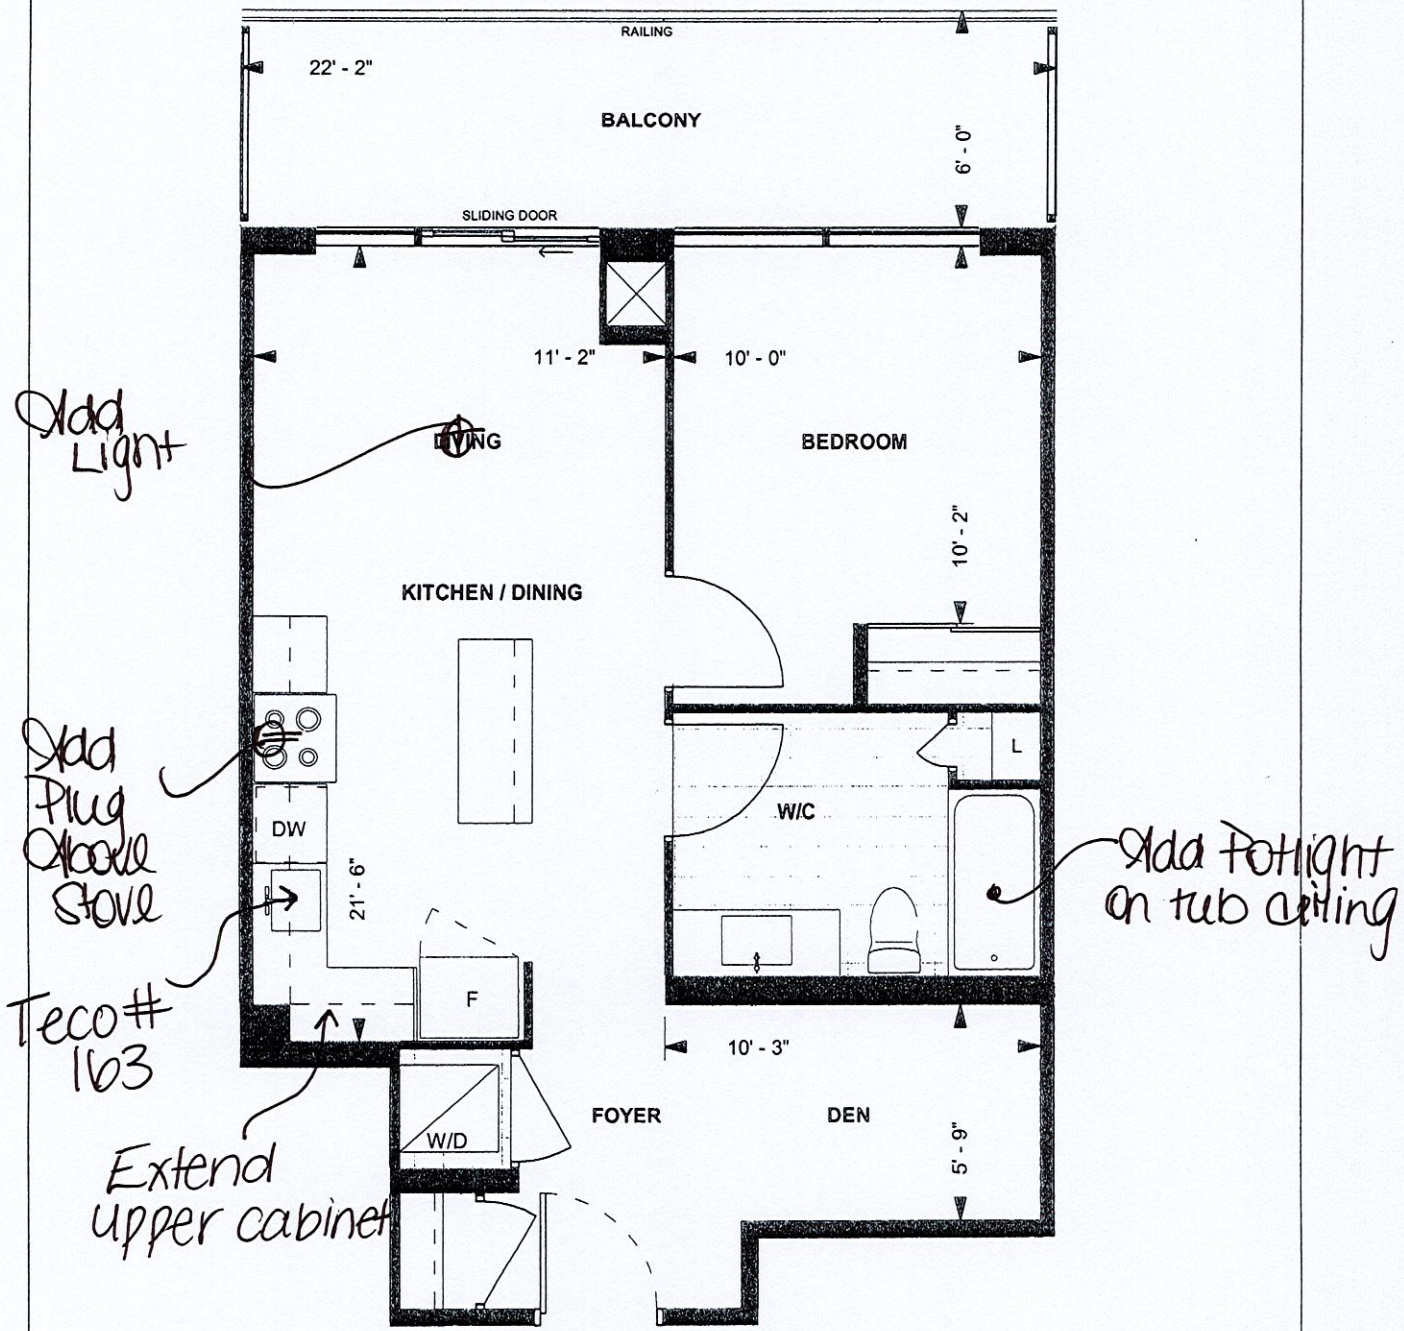 RAILING
22' - 2"
BALCONY
6' - 0"
SLIDING DOOR
11' - 2"
10' - 0"
Add
Light
LIVING
BEDROOM
10' - 2"
KITCHEN / DINING
Add
Plug
Above
Stove
L
W/C
DW
21' - 6"
Add Potlight
on tub ceiling
Teco #
163
F
10' - 3"
FOYER
DEN
5' - 9"
W/D
Extend
upper cabinet